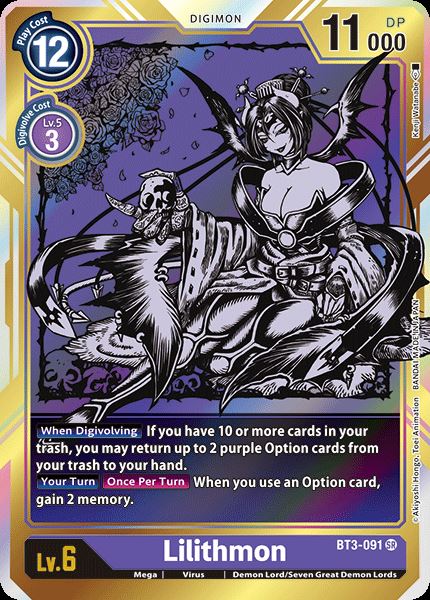 Play Cost
12
DIGIMON
DP
11000
Digivolve Cost
Lv.5
3
Kenji Watanabe
When Digivolving If you have 10 or more cards in your
trash, you may return up to 2 purple Option cards from
your trash to your hand.
Your Turn Once Per Turn When you use an Option card,
gain 2 memory.
©Akiyoshi Hongo, Toei Animation BANDAI MADE IN JAPAN
BT3-091 SR
Lv.6
Lilithmon
Mega | Virus | Demon Lord/Seven Great Demon Lords